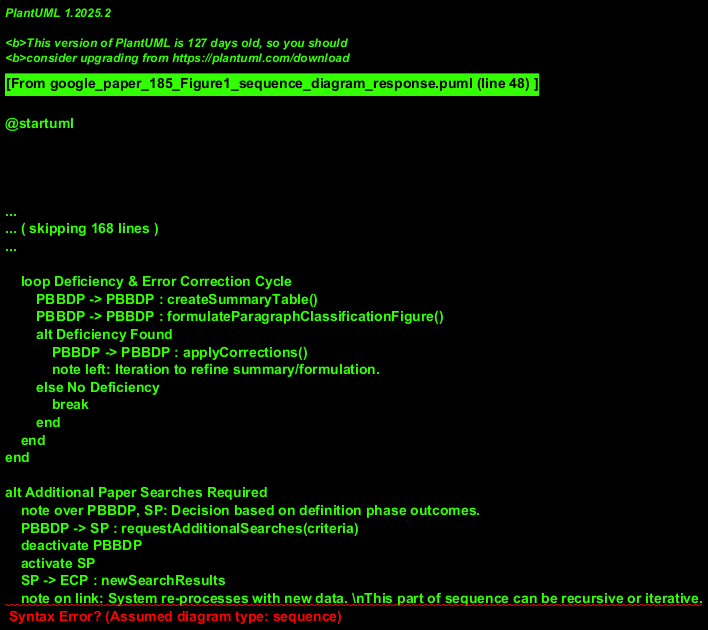 PlantUML 1.2025.2
<b>This version of PlantUML is 127 days old, so you should
<b>consider upgrading from https://plantuml.com/download
[From google_paper_185_Figure1_sequence_diagram_response.puml (line 48) ]
@startuml
...
... ( skipping 168 lines )
...
loop Deficiency & Error Correction Cycle
PBBDP -> PBBDP : createSummaryTable()
PBBDP -> PBBDP : formulateParagraphClassificationFigure()
alt Deficiency Found
PBBDP -> PBBDP : applyCorrections()
note left: Iteration to refine summary/formulation.
else No Deficiency
break
end
end
end
alt Additional Paper Searches Required
note over PBBDP, SP: Decision based on definition phase outcomes.
PBBDP -> SP : requestAdditionalSearches(criteria)
deactivate PBBDP
activate SP
SP -> ECP : newSearchResults
note on link: System re-processes with new data. \nThis part of sequence can be recursive or iterative.
Syntax Error? (Assumed diagram type: sequence)